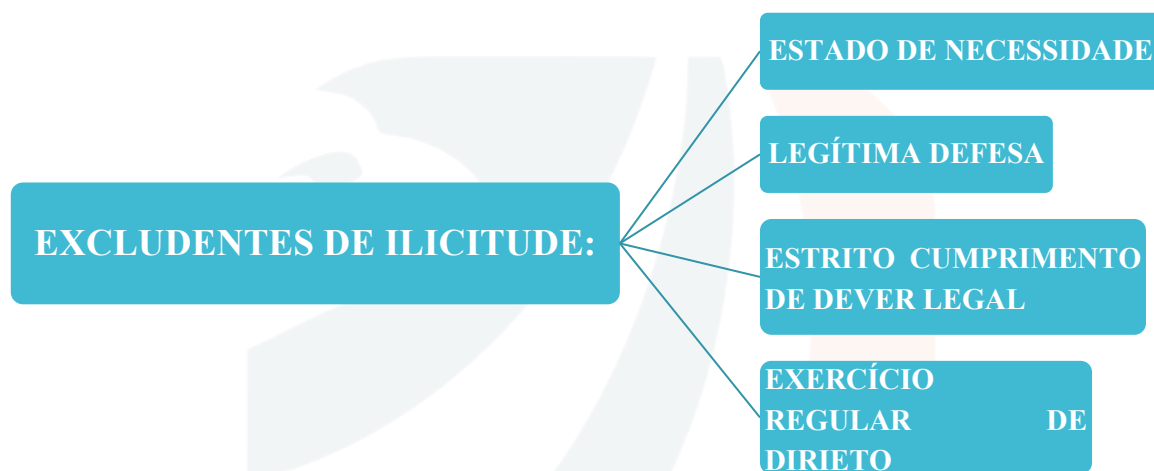 EXCLUDENTES DE ILICITUDE:
ESTADO DE NECESSIDADE
LEGÍTIMA DEFESA
ESTRITO CUMPRIMENTO
DE DEVER LEGAL
EXERCÍCIO
REGULAR DE
DIRIETO